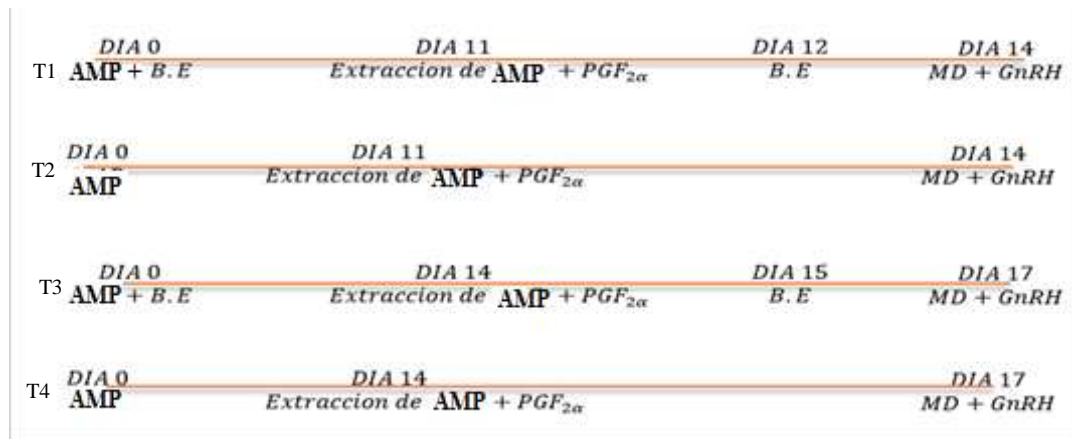 DIA 0 DIA 11 DIA 12 DIA 14
T1 AMP + B.E Extraccion de AMP + PGF₂α B.E MD + GnRH
DIA 0 DIA 11 DIA 14
T2 AMP Extraccion de AMP + PGF₂α MD + GnRH
DIA 0 DIA 14 DIA 15 DIA 17
T3 AMP + B.E Extraccion de AMP + PGF₂α B.E MD + GnRH
DIA 0 DIA 14 DIA 17
T4 AMP Extraccion de AMP + PGF₂α MD + GnRH